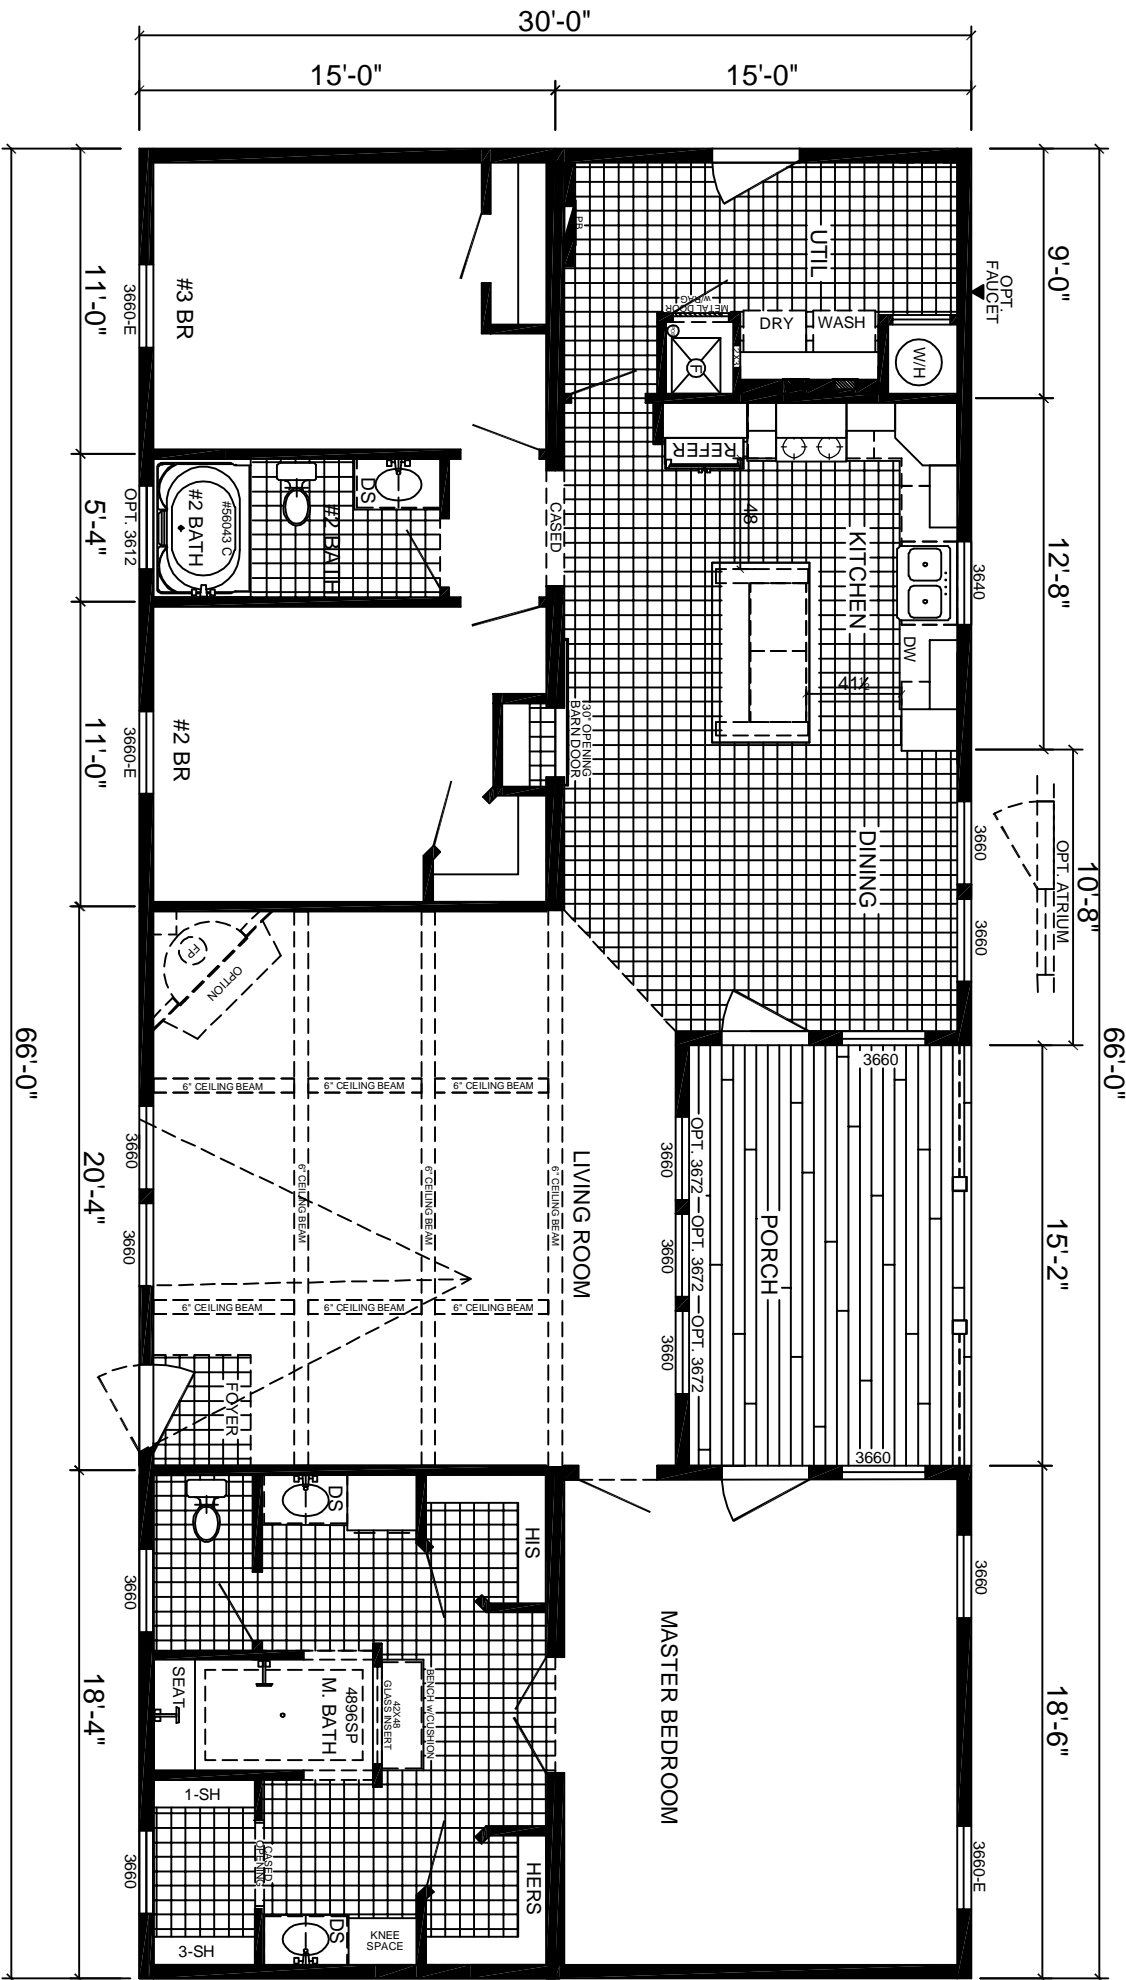 30'-0"
15'-0"
15'-0"
66'-0"
9'-0"
12'-8"
10'-8"
15'-2"
18'-6"
OPT.
FAUCET
OPT. ATRIUM
3640
3660
3660
3660
3660-E
UTIL
PB
METAL DOOR
w/RAG
DRY
WASH
W/H
F
2X3
REFER
48
KITCHEN
DW
41½
30" OPENING
BARN DOOR
DINING
CASED
3660
PORCH
OPT. 3672
OPT. 3672
OPT. 3672
3660
3660
3660
3660
MASTER BEDROOM
#3 BR
#2 BATH
#56043 C
#2 BATH
DS
#2 BR
FP
OPTION
LIVING ROOM
6" CEILING BEAM
6" CEILING BEAM
6" CEILING BEAM
6" CEILING BEAM
6" CEILING BEAM
6" CEILING BEAM
6" CEILING BEAM
6" CEILING BEAM
6" CEILING BEAM
FOYER
HIS
DS
BENCH w/CUSHION
42X48
GLASS INSERT
4896SP
M. BATH
SEAT
1-SH
CASED
OPENING
3-SH
DS
KNEE
SPACE
HERS
3660-E
OPT. 3612
3660-E
3660
3660
3660
3660
11'-0"
5'-4"
11'-0"
20'-4"
18'-4"
66'-0"